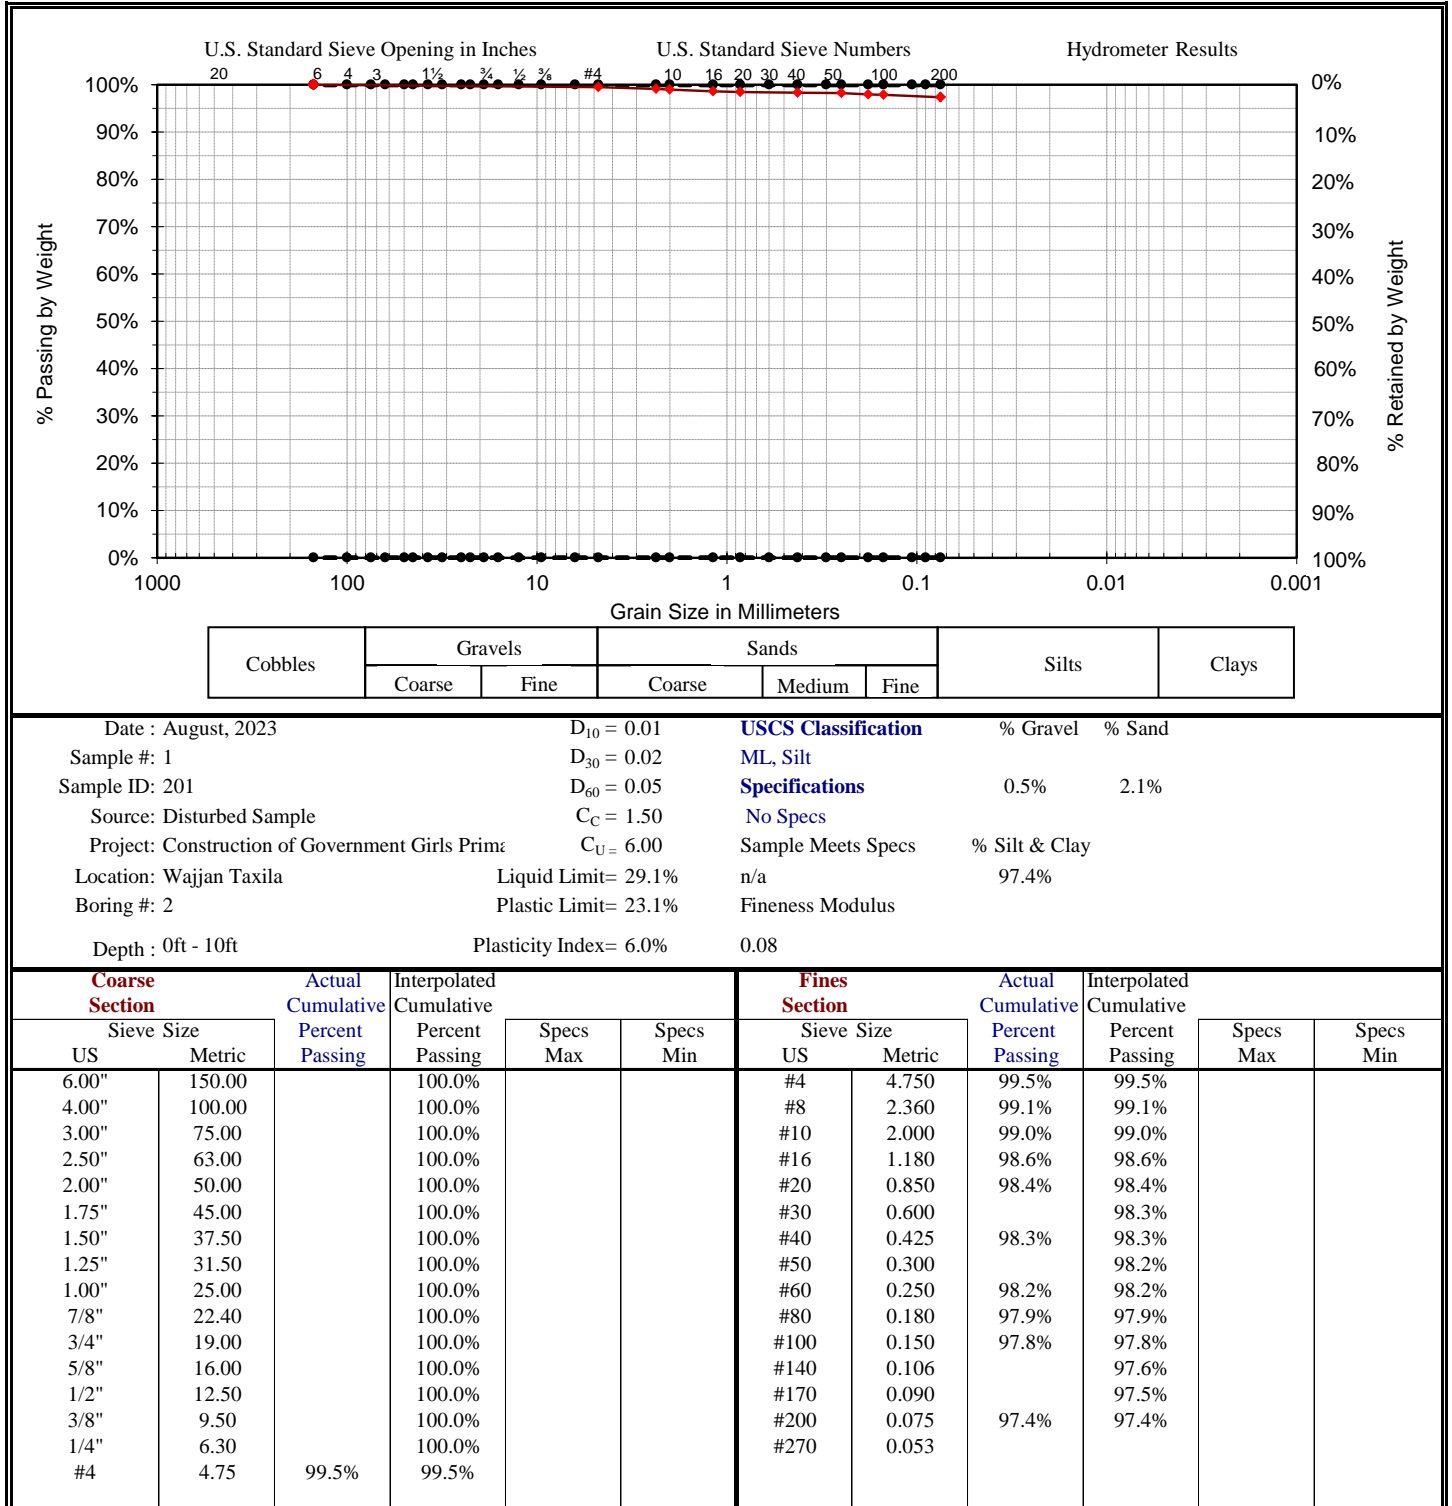 U.S. Standard Sieve Opening in Inches U.S. Standard Sieve Numbers Hydrometer Results
20 6 4 3 1½ ¾ ½ ⅜ #4 10 16 20 30 40 50 100 200
100% 0%
90% 10%
80% 20%
70% 30%
60% 40%
50% 50%
40% 60%
30% 70%
20% 80%
10% 90%
0% 100%
% Passing by Weight
% Retained by Weight
1000 100 10 1 0.1 0.01 0.001
Grain Size in Millimeters
Cobbles Gravels Sands Silts Clays
Coarse Fine Coarse Medium Fine
Date : August, 2023 D10 = 0.01 USCS Classification % Gravel % Sand
Sample #: 1 D30 = 0.02 ML, Silt
Sample ID: 201 D60 = 0.05 Specifications 0.5% 2.1%
Source: Disturbed Sample CC = 1.50 No Specs
Project: Construction of Government Girls Prima CU = 6.00 Sample Meets Specs % Silt & Clay
Location: Wajjan Taxila Liquid Limit= 29.1% n/a 97.4%
Boring #: 2 Plastic Limit= 23.1% Fineness Modulus
Depth : 0ft - 10ft Plasticity Index= 6.0% 0.08
Coarse Actual Interpolated Fines Actual Interpolated
Section Cumulative Cumulative Section Cumulative Cumulative
Sieve Size Percent Percent Specs Specs Sieve Size Percent Percent Specs Specs
US Metric Passing Passing Max Min US Metric Passing Passing Max Min
6.00" 150.00 100.0% #4 4.750 99.5% 99.5%
4.00" 100.00 100.0% #8 2.360 99.1% 99.1%
3.00" 75.00 100.0% #10 2.000 99.0% 99.0%
2.50" 63.00 100.0% #16 1.180 98.6% 98.6%
2.00" 50.00 100.0% #20 0.850 98.4% 98.4%
1.75" 45.00 100.0% #30 0.600 98.3%
1.50" 37.50 100.0% #40 0.425 98.3% 98.3%
1.25" 31.50 100.0% #50 0.300 98.2%
1.00" 25.00 100.0% #60 0.250 98.2% 98.2%
7/8" 22.40 100.0% #80 0.180 97.9% 97.9%
3/4" 19.00 100.0% #100 0.150 97.8% 97.8%
5/8" 16.00 100.0% #140 0.106 97.6%
1/2" 12.50 100.0% #170 0.090 97.5%
3/8" 9.50 100.0% #200 0.075 97.4% 97.4%
1/4" 6.30 100.0% #270 0.053
#4 4.75 99.5% 99.5%